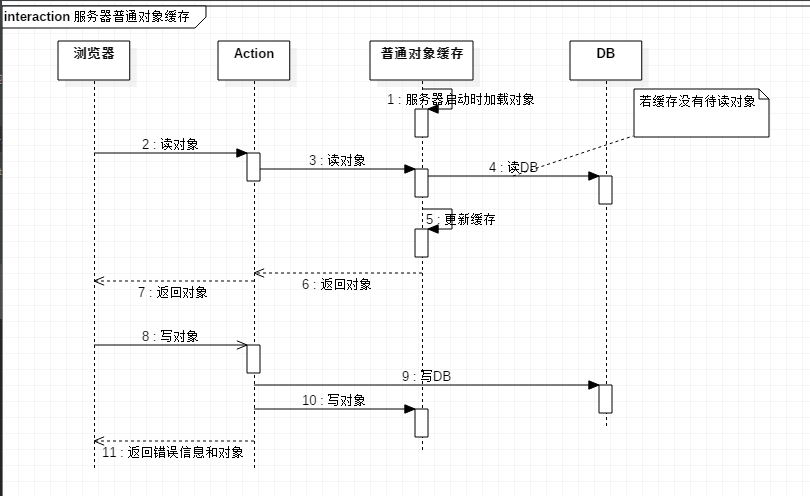 interaction 服务器普通对象缓存
浏览器
Action
普通对象缓存
DB
1 : 服务器启动时加载对象
若缓存没有待读对象
2 : 读对象
3 : 读对象
4 : 读DB
5 : 更新缓存
6 : 返回对象
7 : 返回对象
8 : 写对象
9 : 写DB
10 : 写对象
11 : 返回错误信息和对象